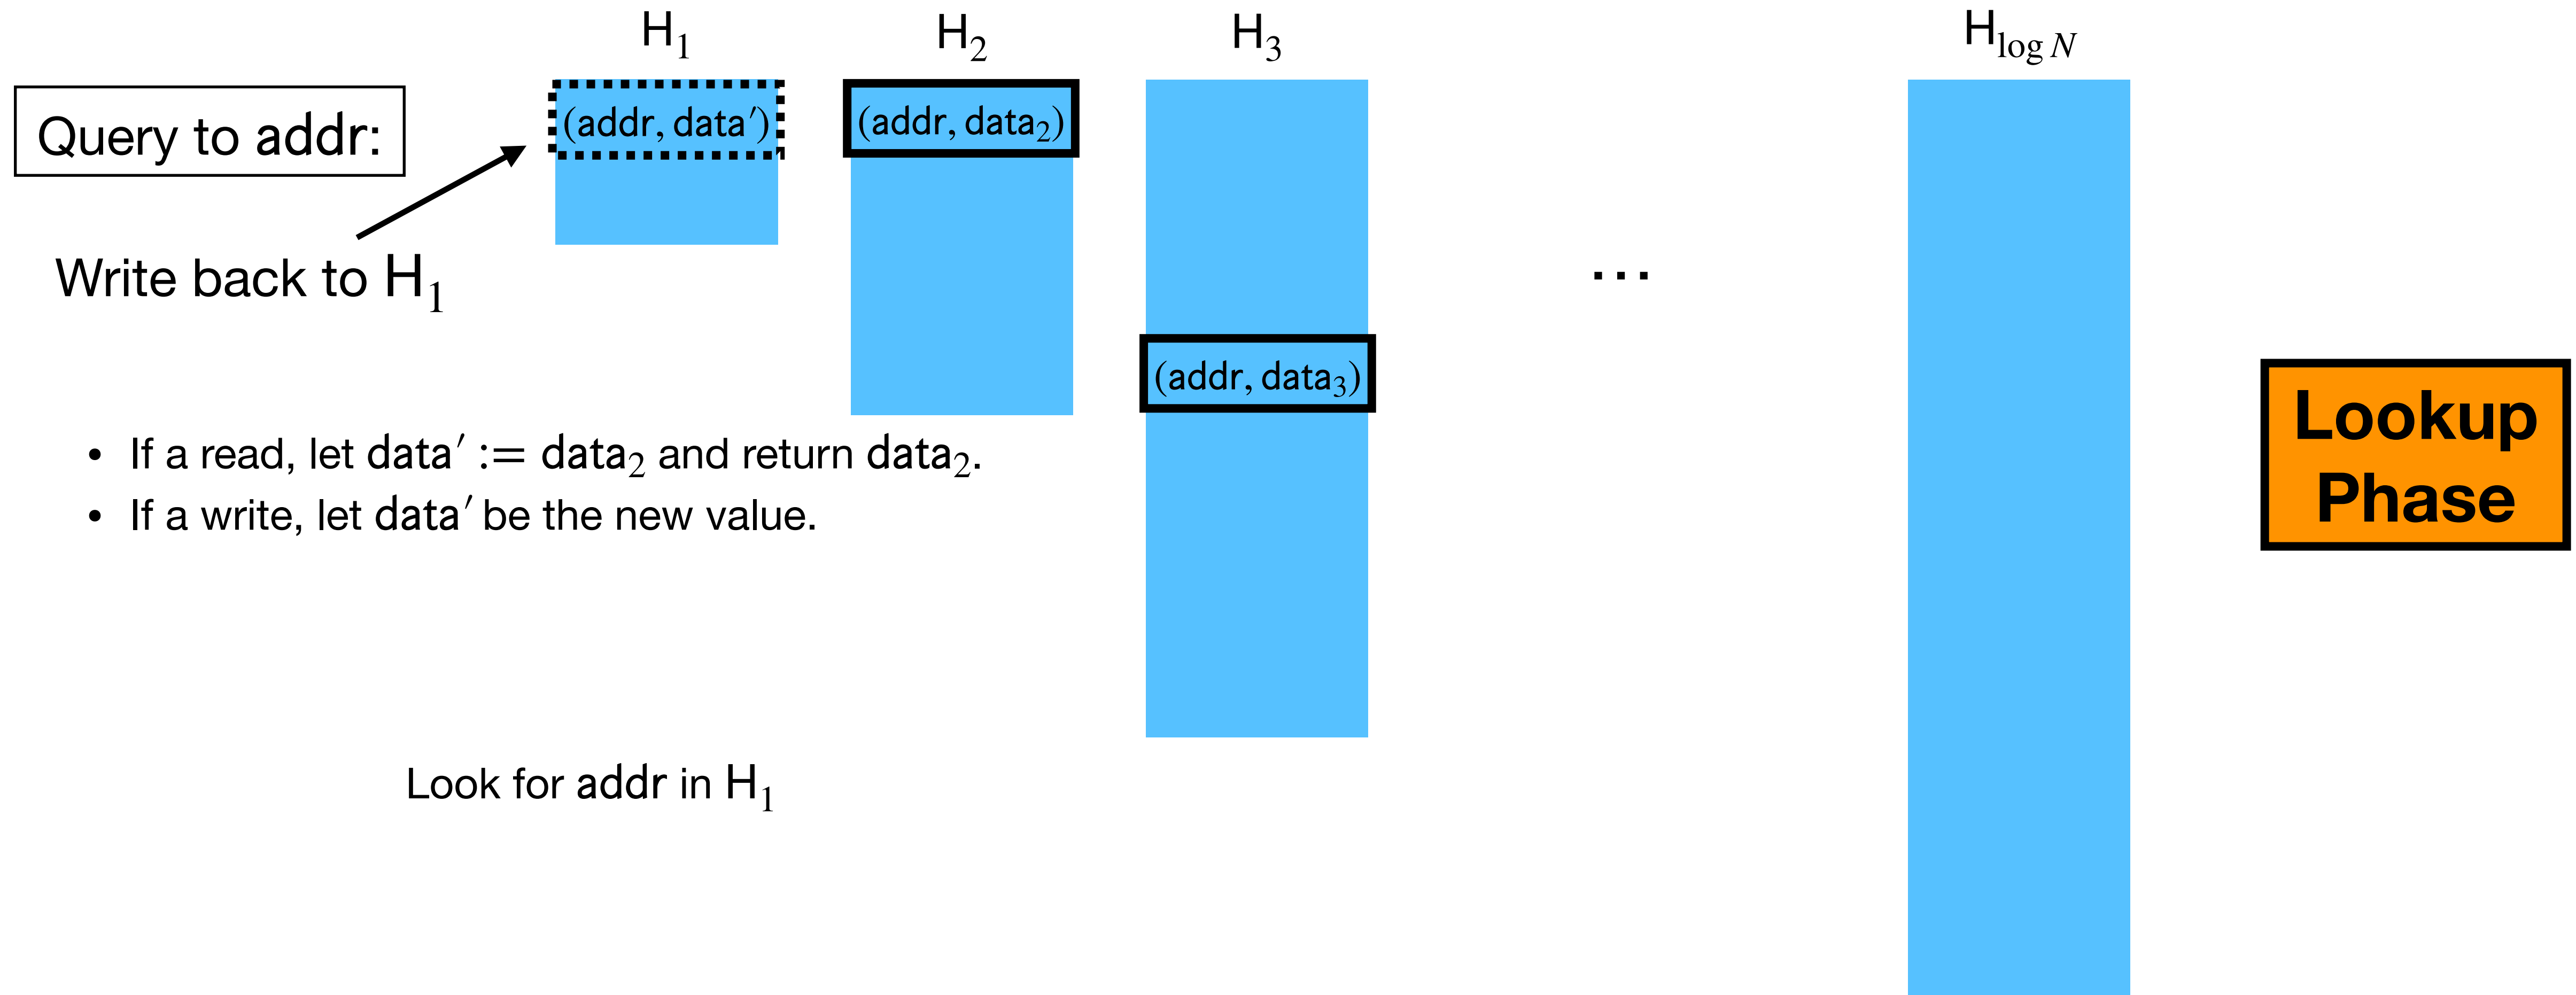 H₁
H₂
H₃
H_{log N}
Query to addr:
(addr, data′)
(addr, data₂)
Write back to H₁
…
(addr, data₃)
• If a read, let data′ := data₂ and return data₂.
• If a write, let data′ be the new value.
Lookup
Phase
Look for addr in H₁